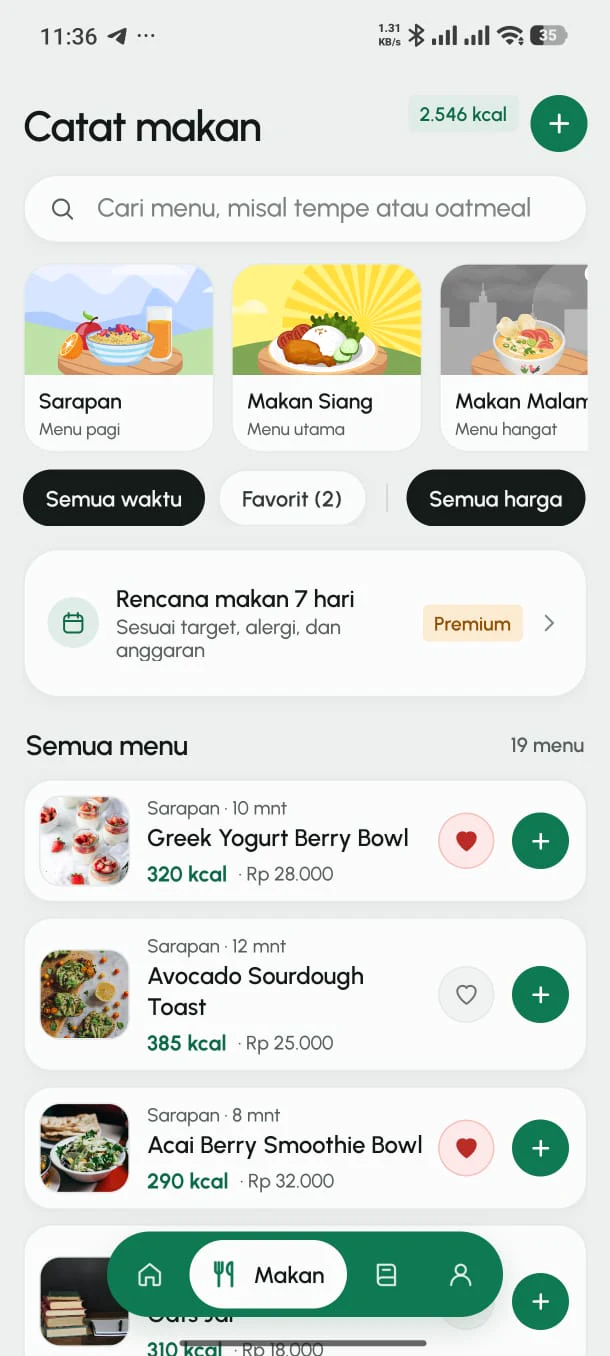 11:36
1.31
KB/s
35
Catat makan
2.546 kcal
Cari menu, misal tempe atau oatmeal
Sarapan
Menu pagi
Makan Siang
Menu utama
Makan Malam
Menu hangat
Semua waktu
Favorit (2)
Semua harga
Rencana makan 7 hari
Sesuai target, alergi, dan
anggaran
Premium
Semua menu
19 menu
Sarapan · 10 mnt
Greek Yogurt Berry Bowl
320 kcal · Rp 28.000
Sarapan · 12 mnt
Avocado Sourdough
Toast
385 kcal · Rp 25.000
Sarapan · 8 mnt
Acai Berry Smoothie Bowl
290 kcal · Rp 32.000
Makan
Oats Jar
310 kcal · Rp 18.000